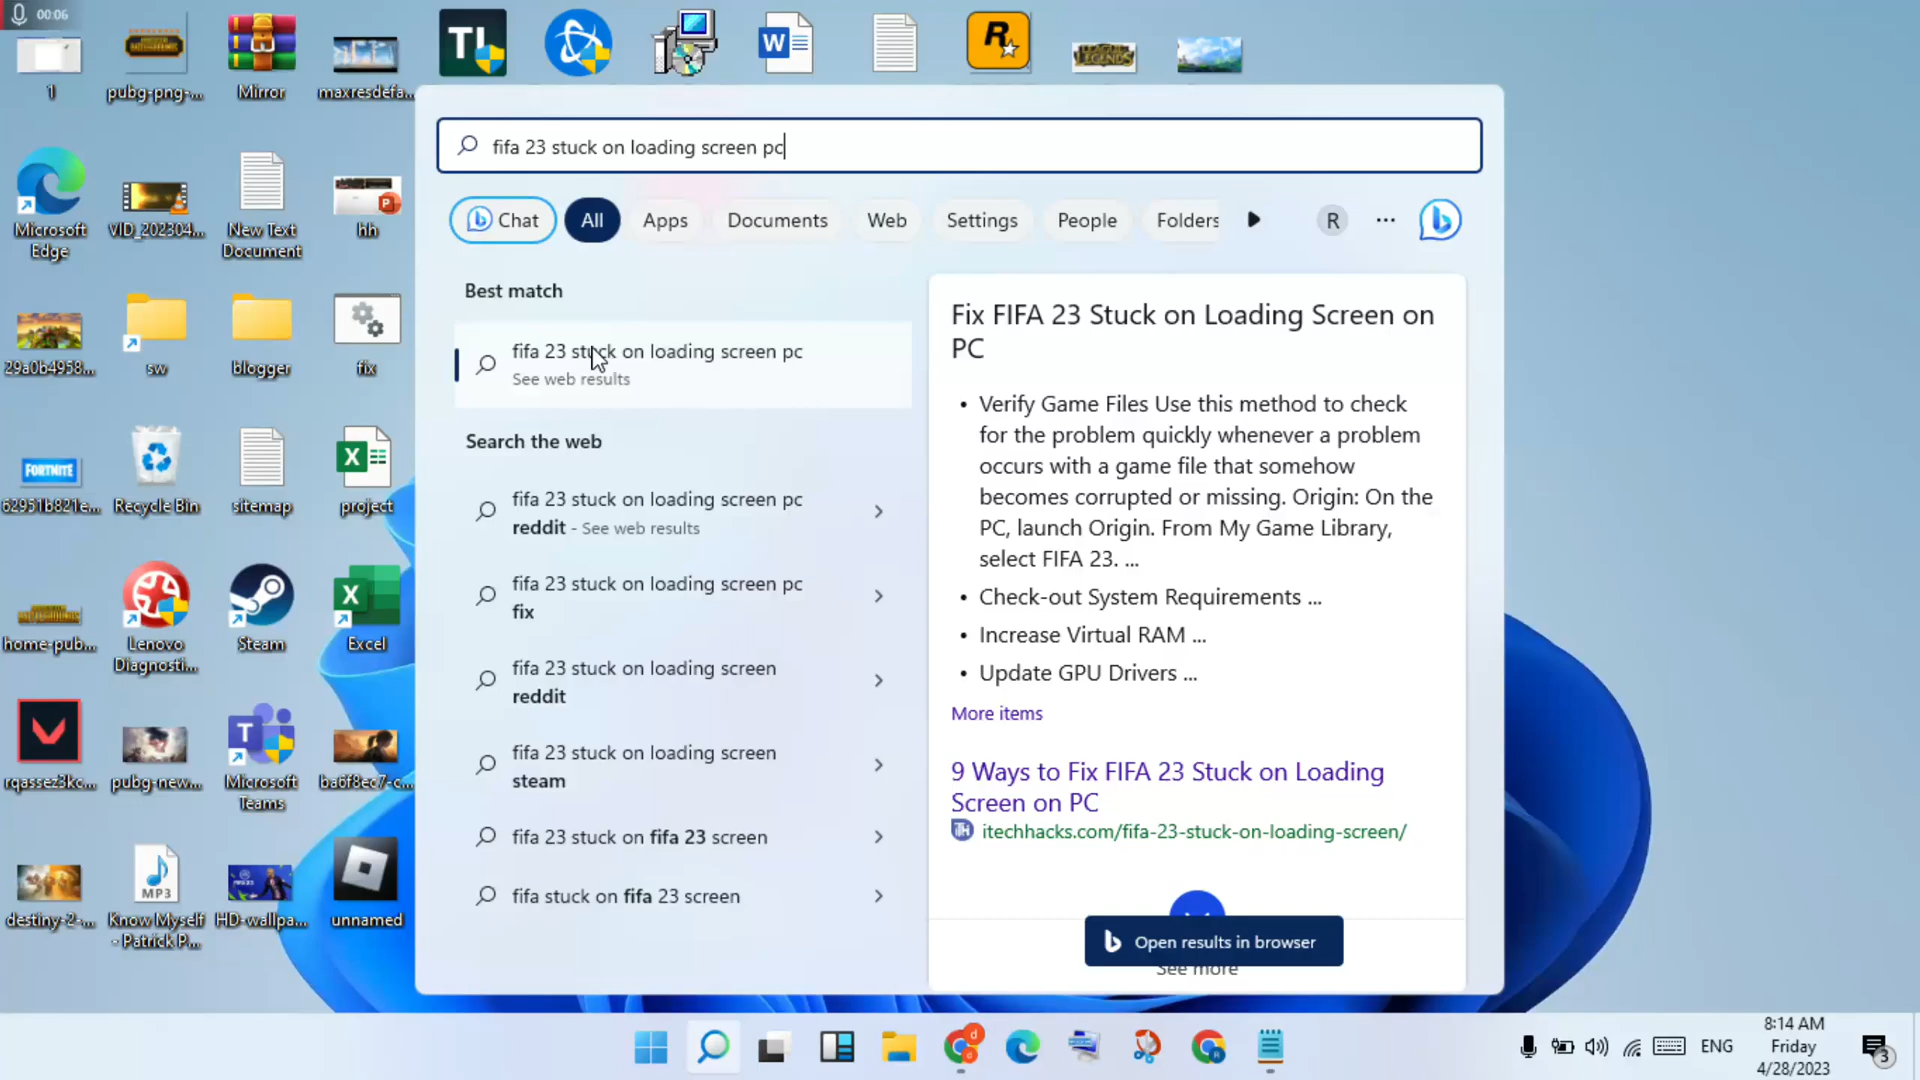 00:06
1
pubg-png-...
Mirror
maxresdefa...
TL
W
R
LEAGUE LEGENDS
fifa 23 stuck on loading screen pc
Chat
All
Apps
Documents
Web
Settings
People
Folders
R
...
Microsoft Edge
VID_202304...
New Text Document
hh
Best match
fifa 23 stuck on loading screen pc
See web results
Search the web
fifa 23 stuck on loading screen pc
reddit - See web results
fifa 23 stuck on loading screen pc
fix
fifa 23 stuck on loading screen
reddit
fifa 23 stuck on loading screen
steam
fifa 23 stuck on fifa 23 screen
fifa stuck on fifa 23 screen
Fix FIFA 23 Stuck on Loading Screen on
PC
• Verify Game Files Use this method to check
for the problem quickly whenever a problem
occurs with a game file that somehow
becomes corrupted or missing. Origin: On the
PC, launch Origin. From My Game Library,
select FIFA 23. ...
• Check-out System Requirements ...
• Increase Virtual RAM ...
• Update GPU Drivers ...
More items
9 Ways to Fix FIFA 23 Stuck on Loading
Screen on PC
itechhacks.com/fifa-23-stuck-on-loading-screen/
Open results in browser
See more
29a0b4958...
sw
blogger
fix
FORTNITE
62951b821e...
Recycle Bin
sitemap
project
home-pub...
Lenovo
Diagnosti...
Steam
Excel
rqassez3kc...
pubg-new...
Microsoft
Teams
ba6f8ec7-c...
MP3
destiny-2-...
Know Myself
- Patrick P...
HD-wallpa...
unnamed
ENG
8:14 AM
Friday
4/28/2023
3